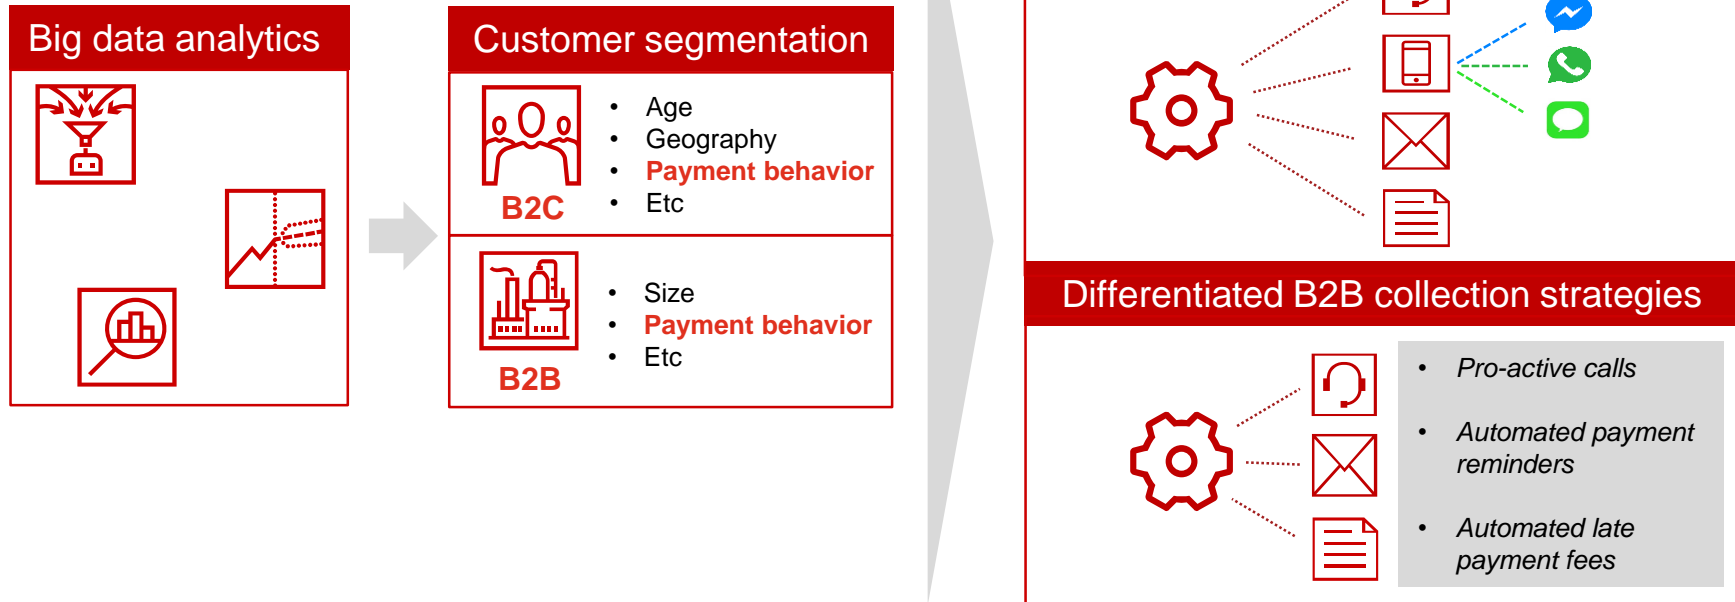 Big data analytics
Customer segmentation
• Age
• Geography
• Payment behavior
• Etc
B2C
• Size
• Payment behavior
• Etc
B2B
Differentiated B2B collection strategies
• Pro-active calls
• Automated payment
reminders
• Automated late
payment fees